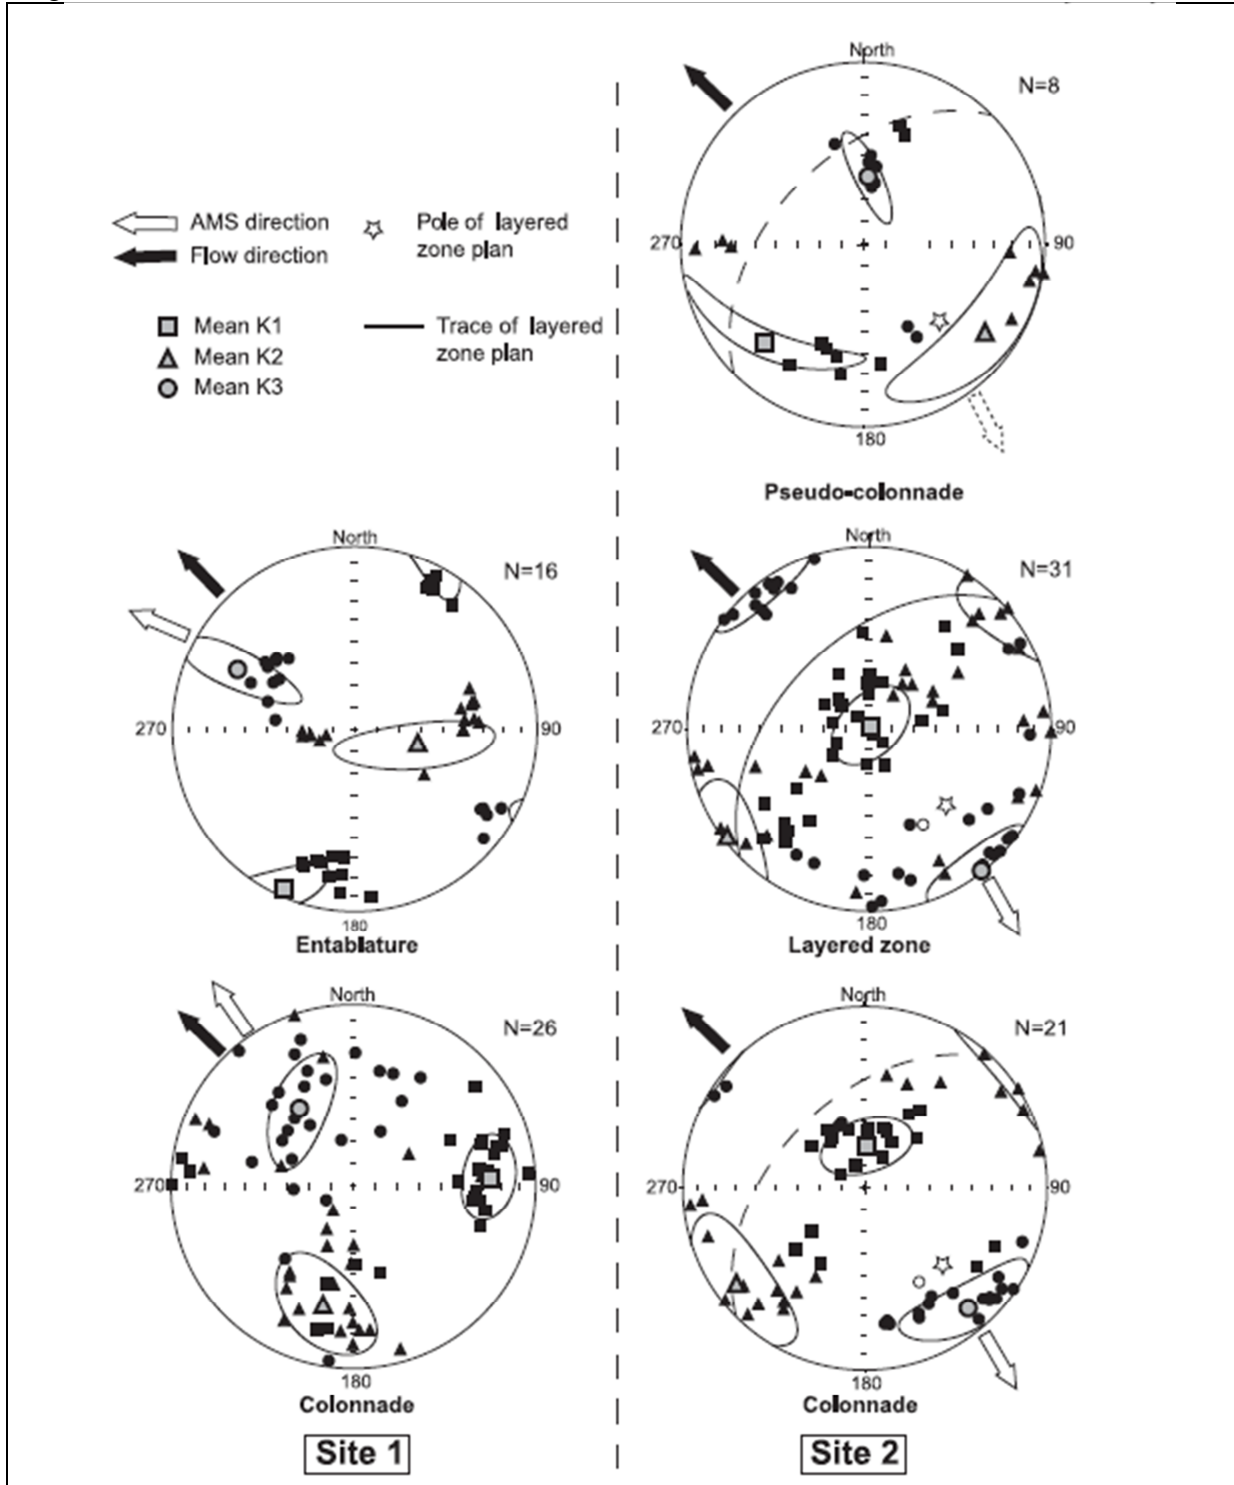 North
N=8
270
90
180
Pseudo-colonnade
AMS direction
Flow direction
Pole of layered
zone plan
Mean K1
Mean K2
Mean K3
Trace of layered
zone plan
North
N=16
270
90
180
Entablature
North
N=31
270
90
180
Layered zone
North
N=26
270
90
180
Colonnade
Site 1
North
N=21
270
90
180
Colonnade
Site 2